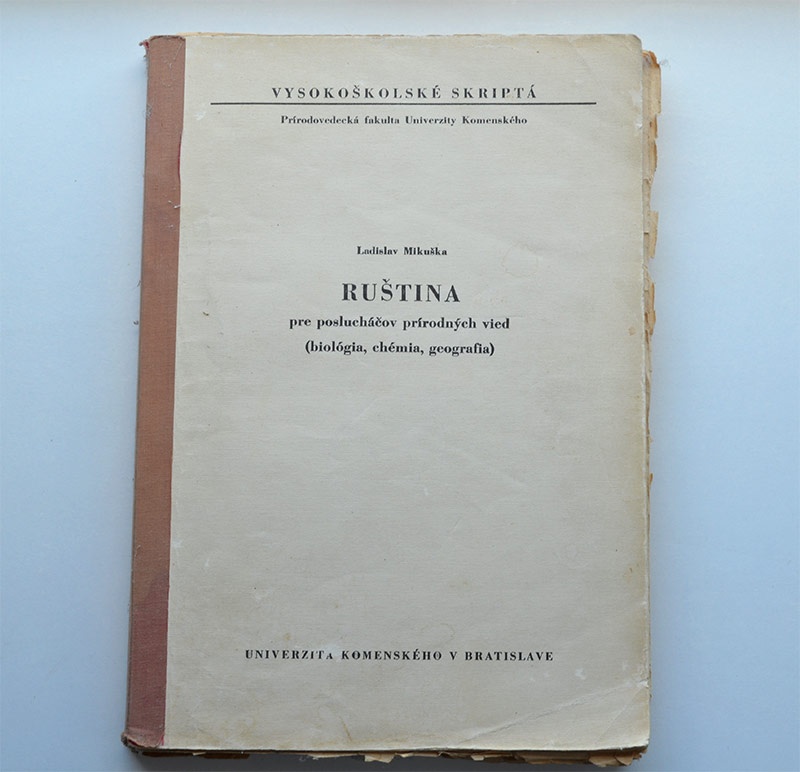 VYSOKOŠKOLSKÉ SKRIPTÁ
Prírodovedecká fakulta Univerzity Komenského
Ladislav Mikuška
RUŠTINA
pre poslucháčov prírodných vied
(biológia, chémia, geografia)
UNIVERZITA KOMENSKÉHO V BRATISLAVE